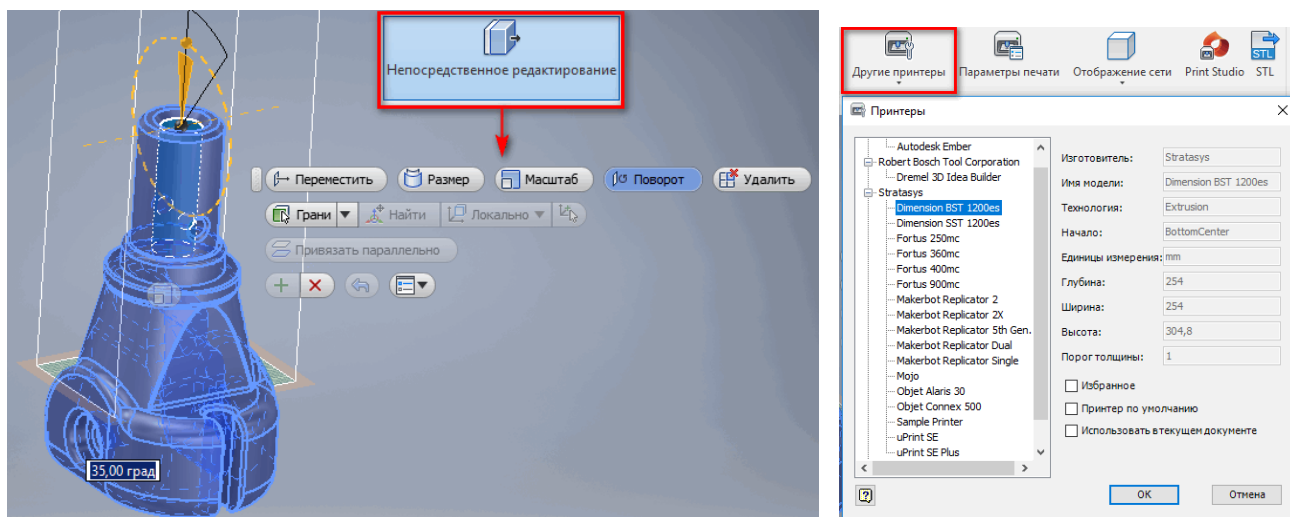 Непосредственное редактирование
Переместить Размер Масштаб Поворот Удалить
Грани Найти Локально
Привязать параллельно
35,00 град
Другие принтеры Параметры печати Отображение сети Print Studio STL
Принтеры
Autodesk Ember
Robert Bosch Tool Corporation
Dremel 3D Idea Builder
Stratasys
Dimension BST 1200es
Dimension SST 1200es
Fortus 250mc
Fortus 360mc
Fortus 400mc
Fortus 900mc
Makerbot Replicator 2
Makerbot Replicator 2X
Makerbot Replicator 5th Gen.
Makerbot Replicator Dual
Makerbot Replicator Single
Mojo
Objet Alaris 30
Objet Connex 500
Sample Printer
uPrint SE
uPrint SE Plus
Изготовитель: Stratasys
Имя модели: Dimension BST 1200es
Технология: Extrusion
Начало: BottomCenter
Единицы измерения: mm
Глубина: 254
Ширина: 254
Высота: 304,8
Порог толщины: 1
Избранное
Принтер по умолчанию
Использовать в текущем документе
OK Отмена